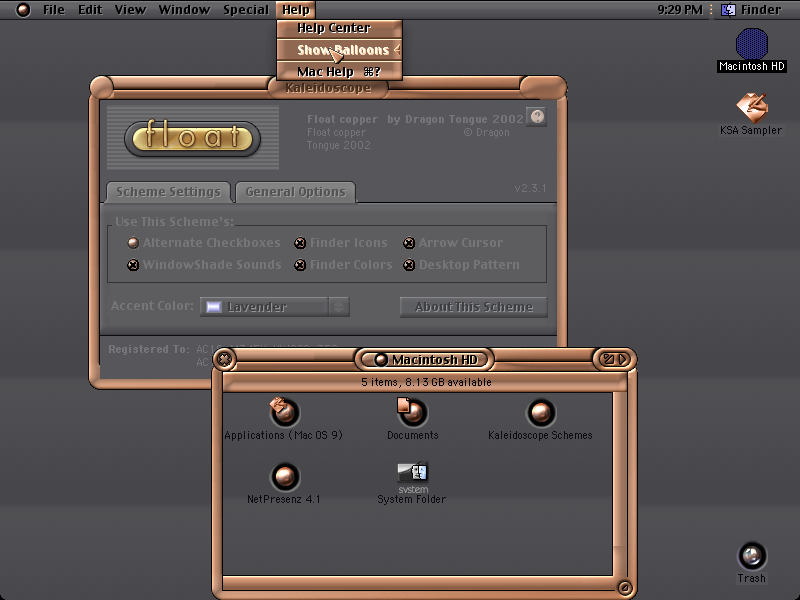 File Edit View Window Special Help 9:29 PM Finder
Help Center
Show Balloons
Mac Help ⌘?
Macintosh HD
KSA Sampler
Kaleidoscope
float
Float copper by Dragon Tongue 2002
Float copper © Dragon
Tongue 2002
?
Scheme Settings General Options v2.3.1
Use This Scheme's:
Alternate Checkboxes Finder Icons Arrow Cursor
WindowShade Sounds Finder Colors Desktop Pattern
Accent Color: Lavender About This Scheme
Registered To:
Macintosh HD
5 items, 8.13 GB available
Applications (Mac OS 9) Documents Kaleidoscope Schemes
system
NetPresenz 4.1 System Folder
Trash